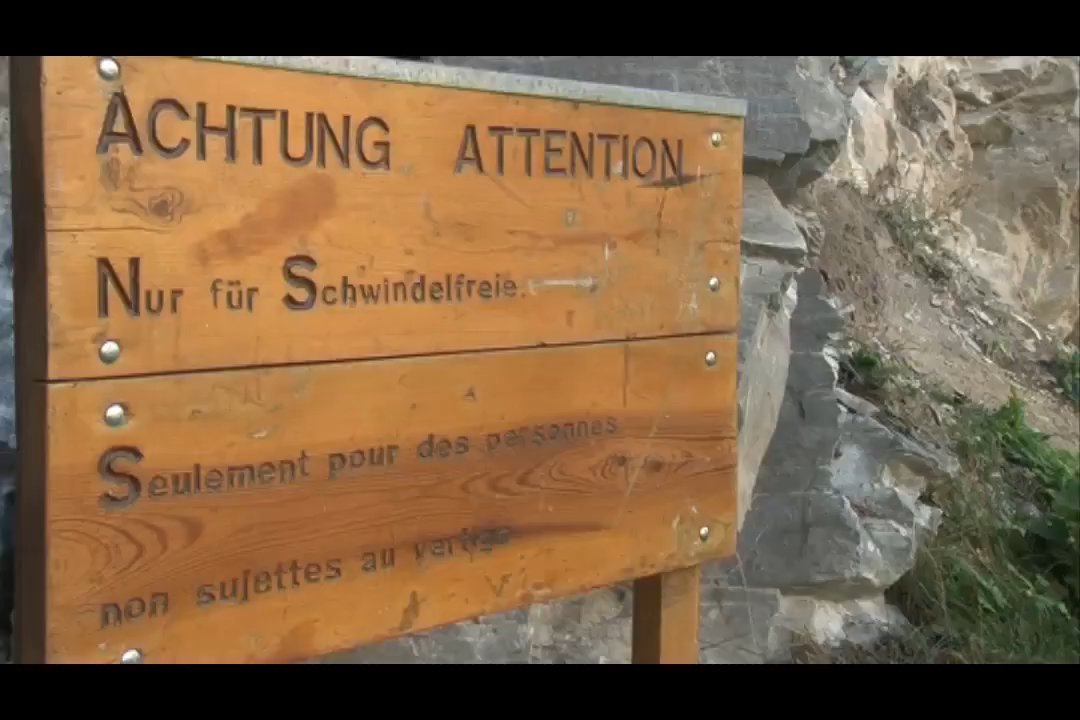 ACHTUNG ATTENTION
Nur für Schwindelfreie.
Seulement pour des personnes
non sujettes au vertige